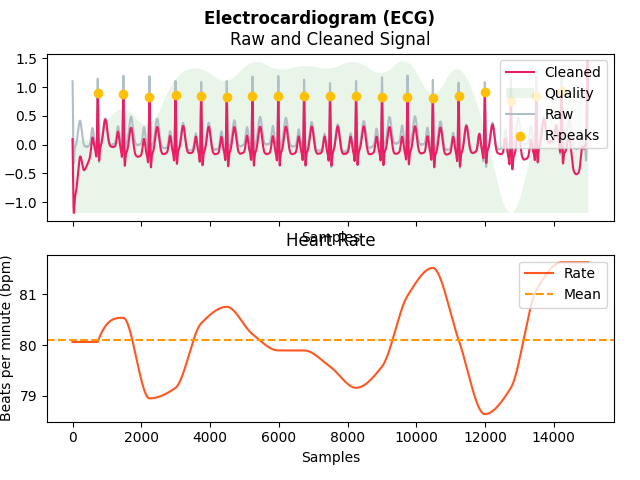 Electrocardiogram (ECG)
Raw and Cleaned Signal
1.5
1.0
0.5
0.0
−0.5
−1.0
Cleaned
Quality
Raw
R-peaks
Samples
Heart Rate
Beats per minute (bpm)
81
80
79
Rate
Mean
0
2000
4000
6000
8000
10000
12000
14000
Samples